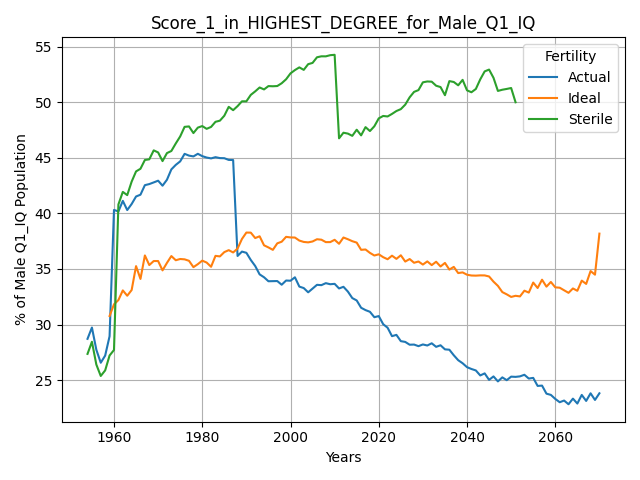 Score_1_in_HIGHEST_DEGREE_for_Male_Q1_IQ
% of Male Q1_IQ Population
55
50
45
40
35
30
25
Fertility
Actual
Ideal
Sterile
1960 1980 2000 2020 2040 2060
Years